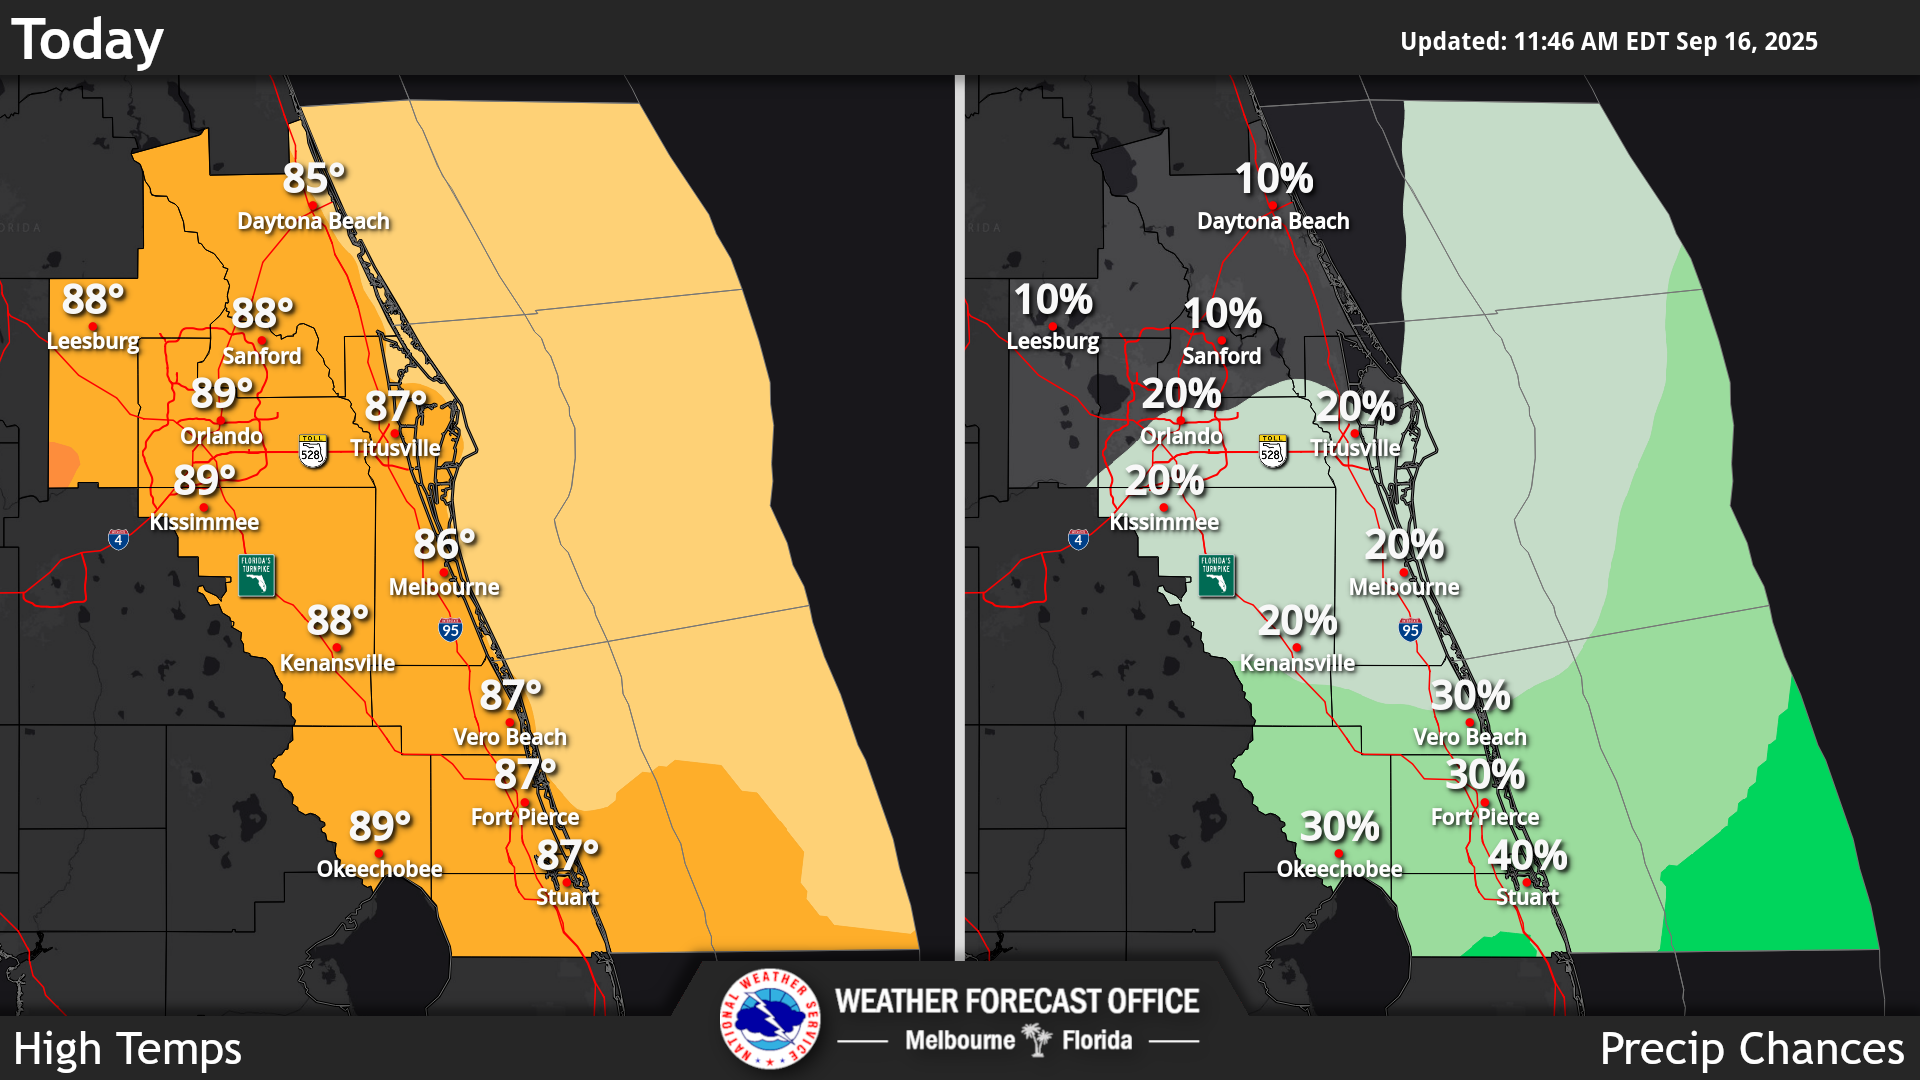 Today
Updated: 11:46 AM EDT Sep 16, 2025
85°
Daytona Beach
88°
Leesburg
88°
Sanford
89°
Orlando
87°
Titusville
TOLL
528
89°
Kissimmee
4
86°
Melbourne
FLORIDA'S
TURNPIKE
88°
Kenansville
95
87°
Vero Beach
87°
Fort Pierce
89°
Okeechobee
87°
Stuart
High Temps
10%
Daytona Beach
10%
Leesburg
10%
Sanford
20%
Orlando
20%
Titusville
TOLL
528
20%
Kissimmee
4
20%
Melbourne
FLORIDA'S
TURNPIKE
20%
Kenansville
95
30%
Vero Beach
30%
Fort Pierce
30%
Okeechobee
40%
Stuart
Precip Chances
NATIONAL WEATHER SERVICE
WEATHER FORECAST OFFICE
Melbourne Florida